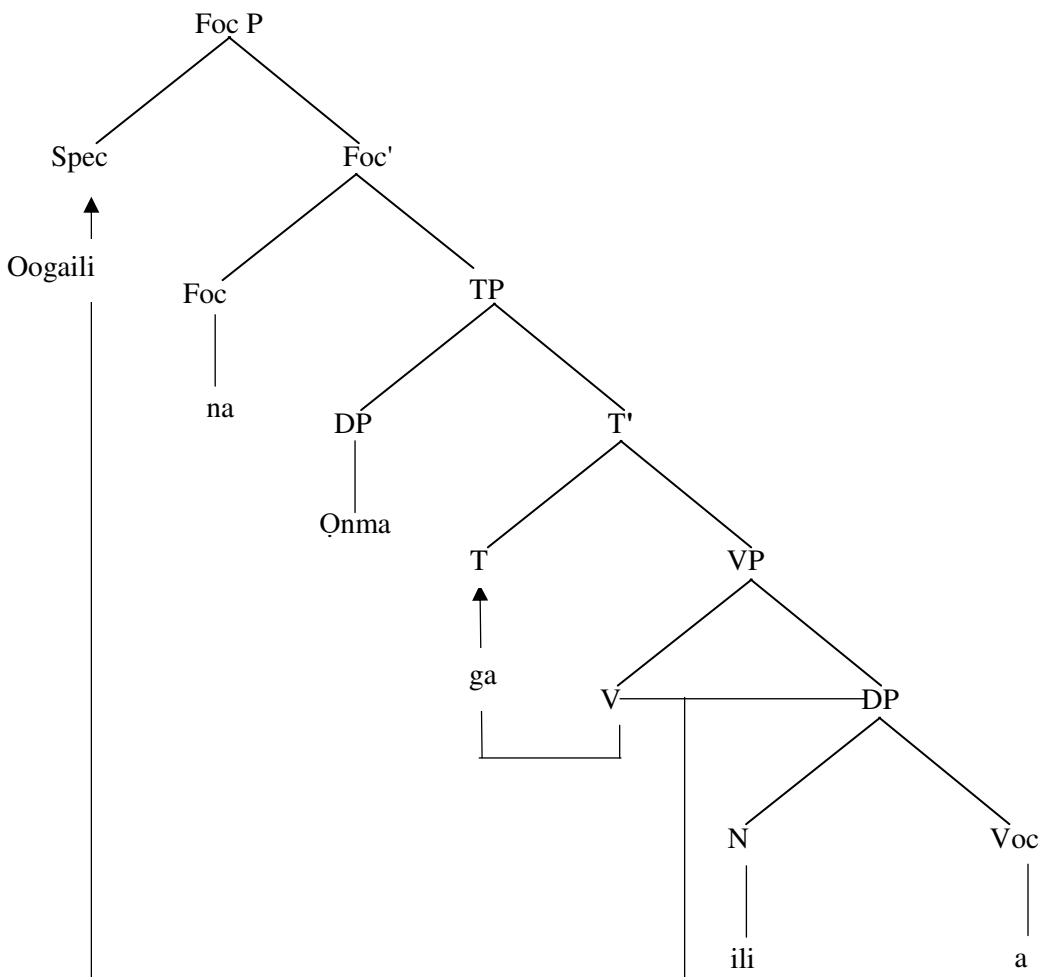 Foc P
Spec Foc'
Oogaili
Foc TP
na
DP T'
Ọnma
T VP
ga
V DP
N Voc
ili a